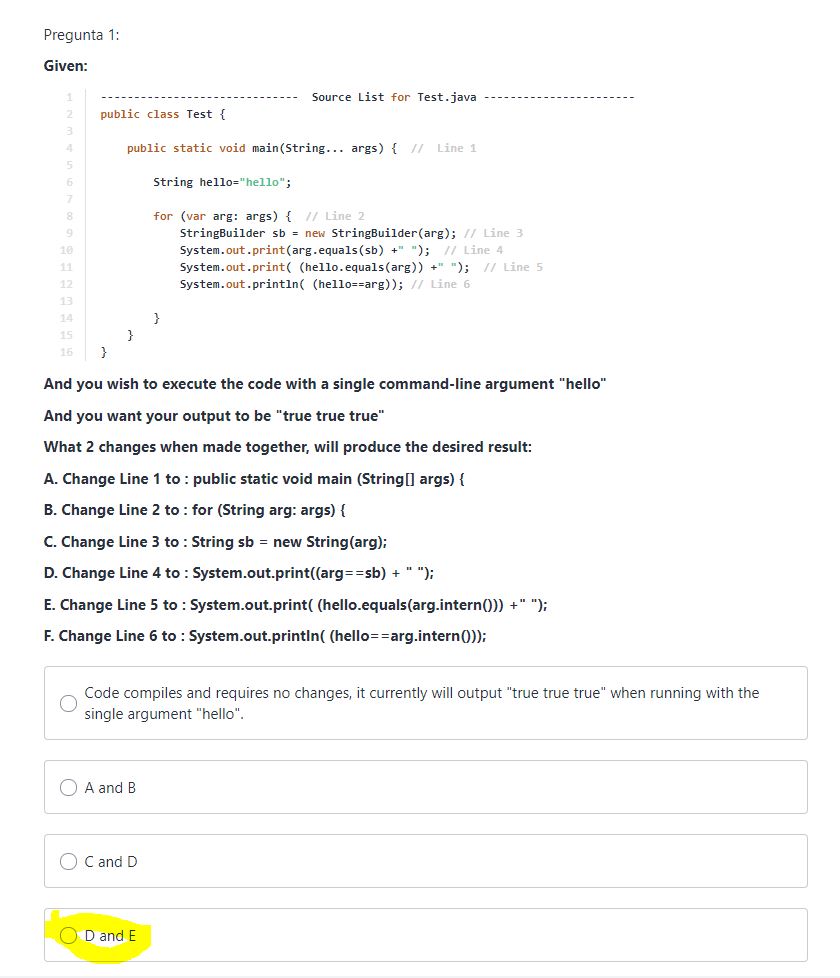 Pregunta 1:
Given:
1 ------------------------------ Source List for Test.java -----------------------
2 public class Test {
3
4 public static void main(String... args) { // Line 1
5
6 String hello="hello";
7
8 for (var arg: args) { // Line 2
9 StringBuilder sb = new StringBuilder(arg); // Line 3
10 System.out.print(arg.equals(sb) +" "); // Line 4
11 System.out.print( (hello.equals(arg)) +" "); // Line 5
12 System.out.println( (hello==arg)); // Line 6
13
14 }
15 }
16 }
And you wish to execute the code with a single command-line argument "hello"
And you want your output to be "true true true"
What 2 changes when made together, will produce the desired result:
A. Change Line 1 to : public static void main (String[] args) {
B. Change Line 2 to : for (String arg: args) {
C. Change Line 3 to : String sb = new String(arg);
D. Change Line 4 to : System.out.print((arg==sb) + " ");
E. Change Line 5 to : System.out.print( (hello.equals(arg.intern())) +" ");
F. Change Line 6 to : System.out.println( (hello==arg.intern()));
Code compiles and requires no changes, it currently will output "true true true" when running with the
single argument "hello".
A and B
C and D
D and E